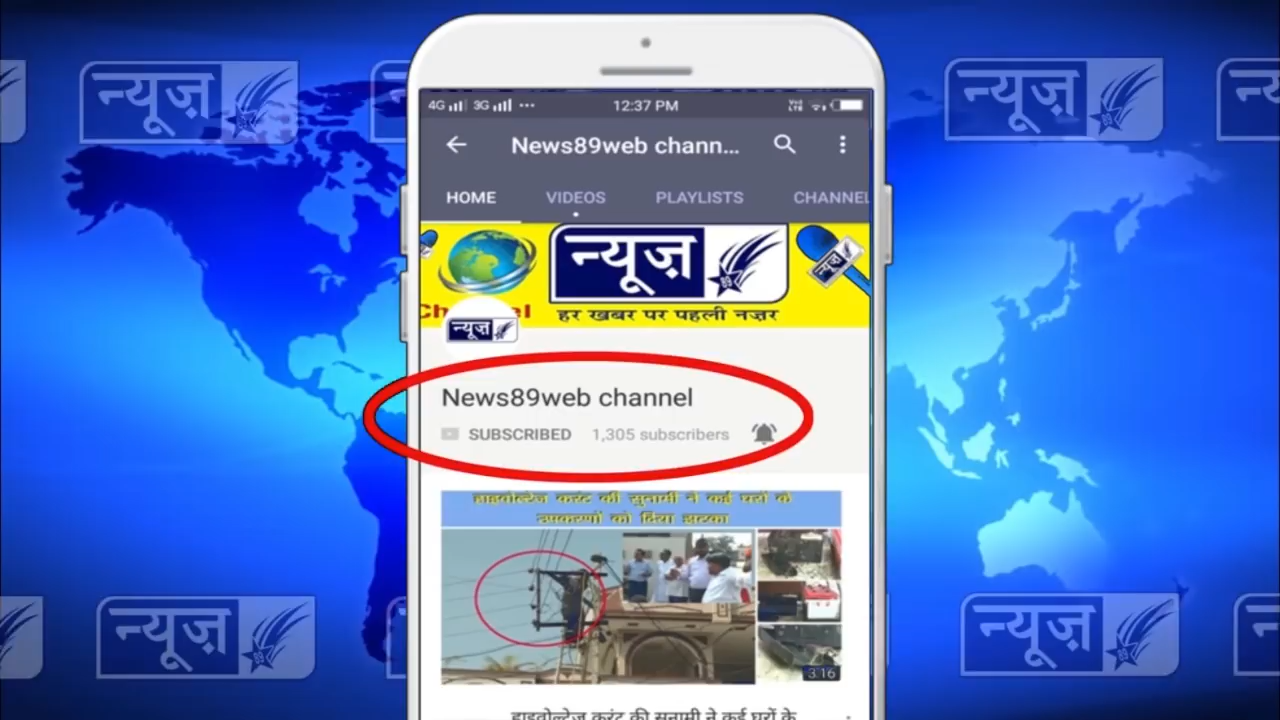 न्यूज़
न्यूज़
4G 3G ••• 12:37 PM
News89web chann...
HOME VIDEOS PLAYLISTS CHANNEL
न्यूज़
89
न्यूज़
हर खबर पर पहली नज़र
न्यूज़
News89web channel
SUBSCRIBED 1,305 subscribers
हाइवोल्टेज करंट की सुनामी ने कई घरों के
उपकरणों को दिया झटका
न्यूज़
न्यूज़
3:16
हाइवोल्टेज करंट की सुनामी ने कई घरों के